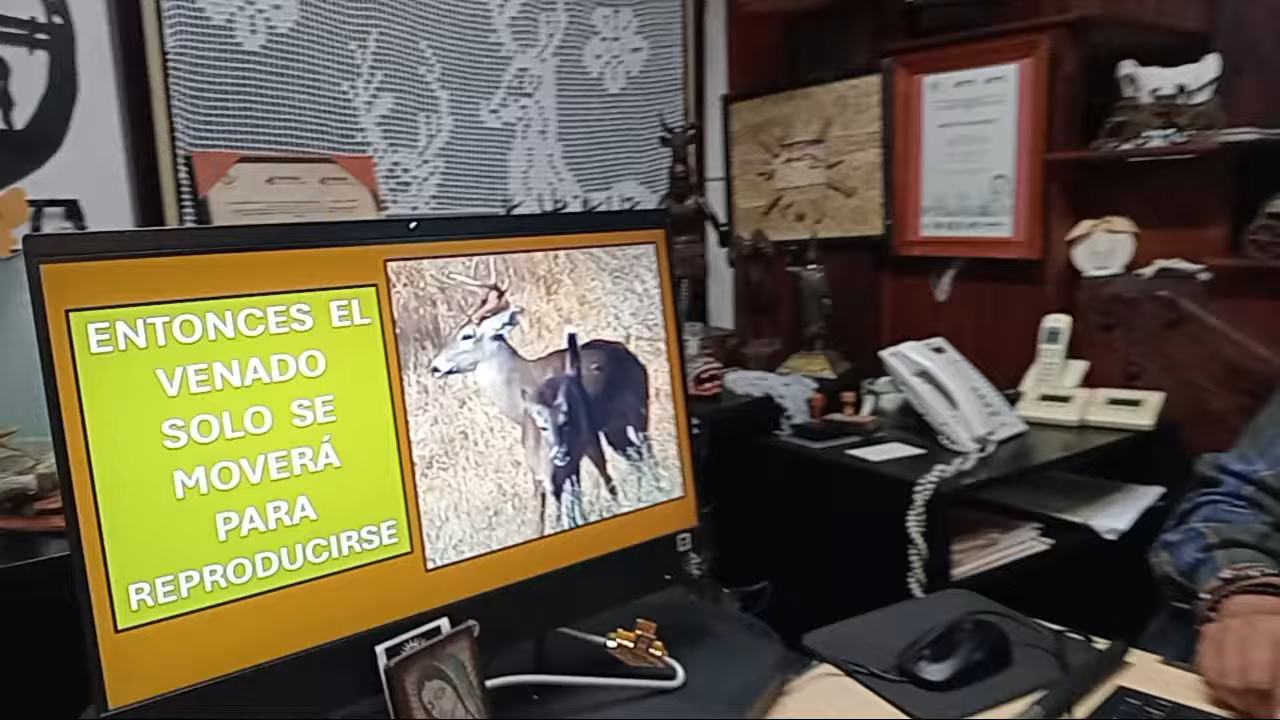 ENTONCES EL
VENADO
SOLO SE
MOVERÁ
PARA
REPRODUCIRSE